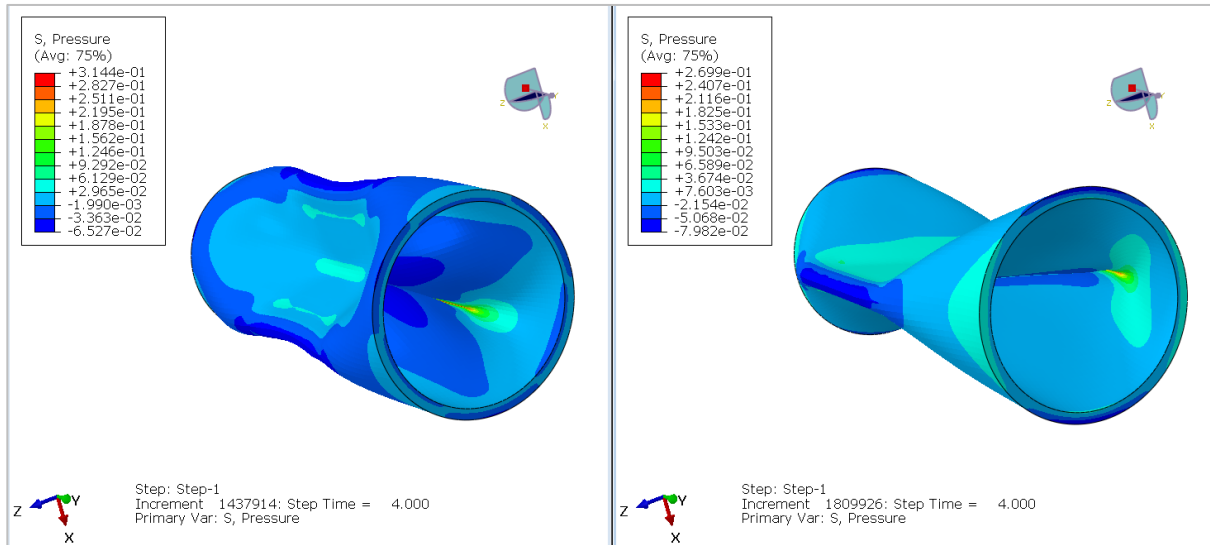 S, Pressure
(Avg: 75%)
+3.144e-01
+2.827e-01
+2.511e-01
+2.195e-01
+1.878e-01
+1.562e-01
+1.246e-01
+9.292e-02
+6.129e-02
+2.965e-02
-1.990e-03
-3.363e-02
-6.527e-02
Z
Y
X
Z
Y
X
Step: Step-1
Increment 1437914: Step Time = 4.000
Primary Var: S, Pressure
S, Pressure
(Avg: 75%)
+2.699e-01
+2.407e-01
+2.116e-01
+1.825e-01
+1.533e-01
+1.242e-01
+9.503e-02
+6.589e-02
+3.674e-02
+7.603e-03
-2.154e-02
-5.068e-02
-7.982e-02
Z
Y
X
Z
Y
X
Step: Step-1
Increment 1809926: Step Time = 4.000
Primary Var: S, Pressure